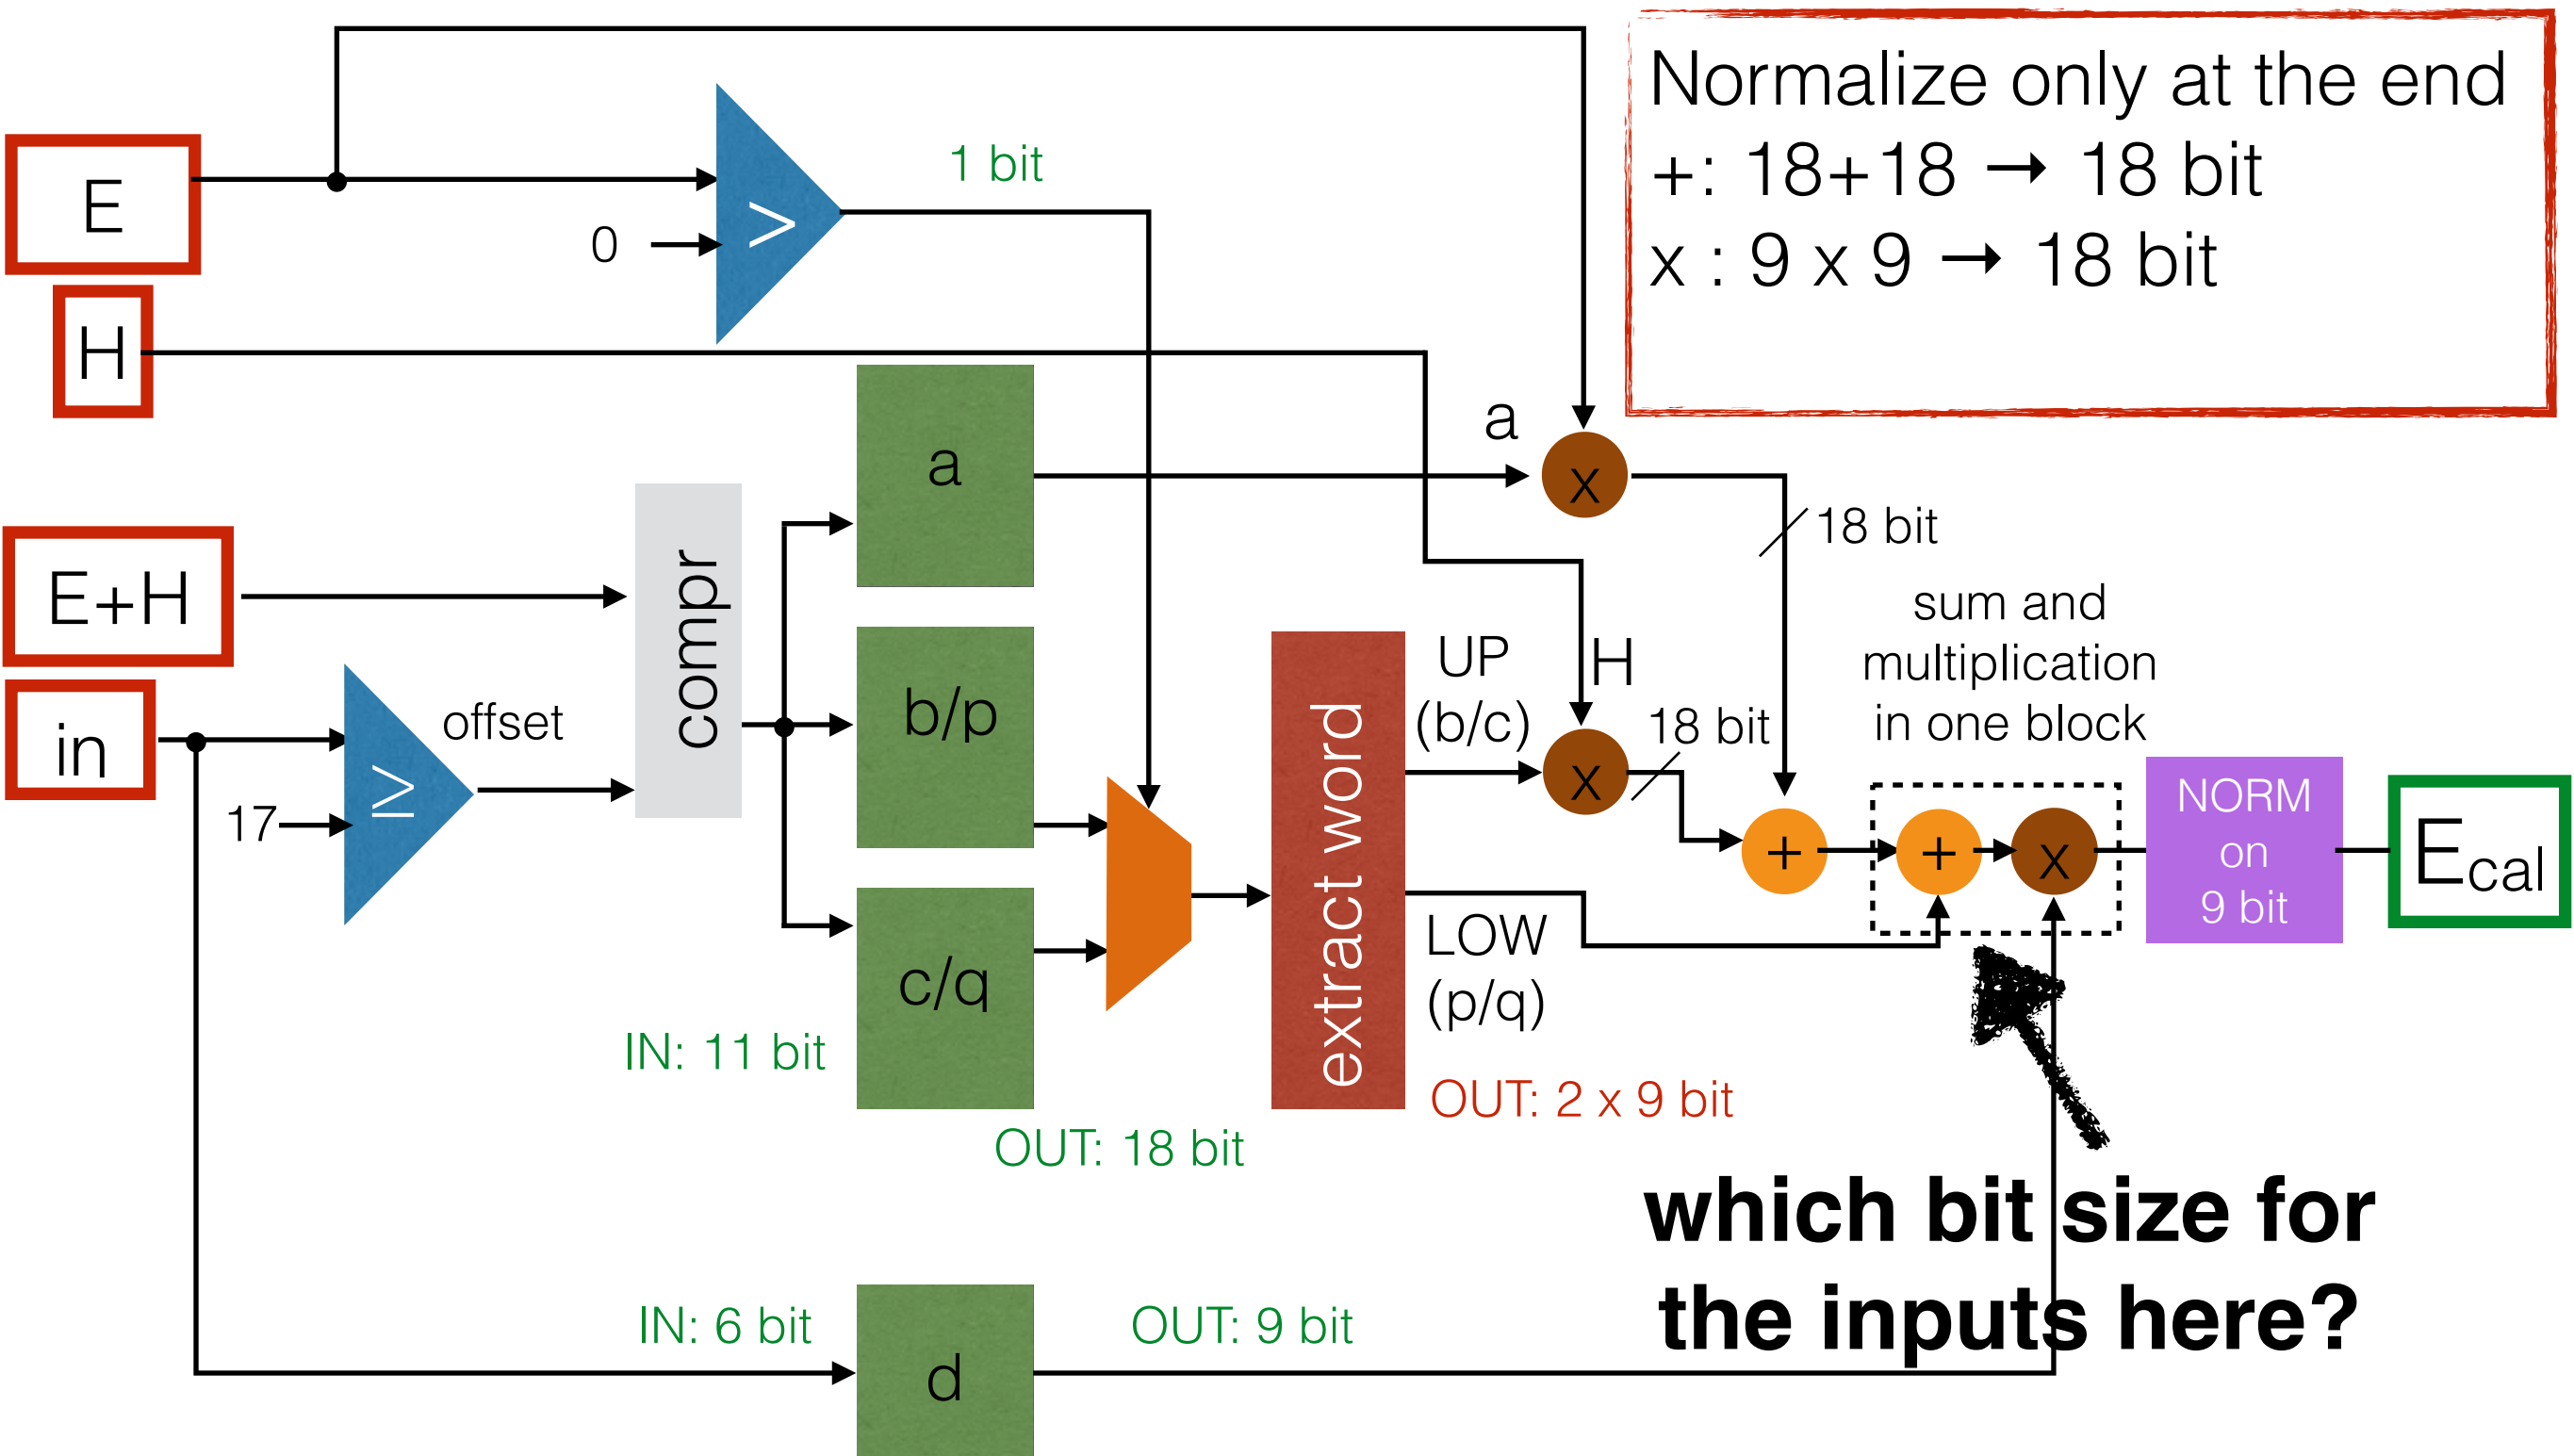 Normalize only at the end
+: 18+18 → 18 bit
x : 9 x 9 → 18 bit
E
1 bit
0
>
H
a
a
x
18 bit
E+H
compr
sum and
multiplication
in one block
in
offset
17
≥
b/p
UP
(b/c)
H
x
18 bit
extract word
+
+
x
NORM
on
9 bit
Ecal
c/q
LOW
(p/q)
IN: 11 bit
OUT: 18 bit
OUT: 2 x 9 bit
which bit size for
the inputs here?
IN: 6 bit
d
OUT: 9 bit